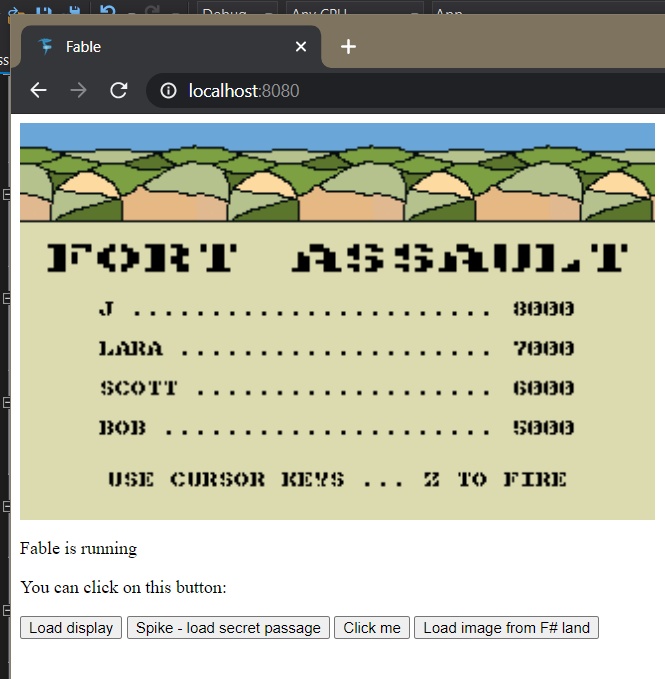 Debug
Any CPU
App
ss
Fable
localhost:8080
FORT ASSAULT
J ....................... 8000
LARA .................... 7000
SCOTT ................... 6000
BOB ..................... 5000
USE CURSOR KEYS ... Z TO FIRE
Fable is running
You can click on this button:
Load display Spike - load secret passage Click me Load image from F# land